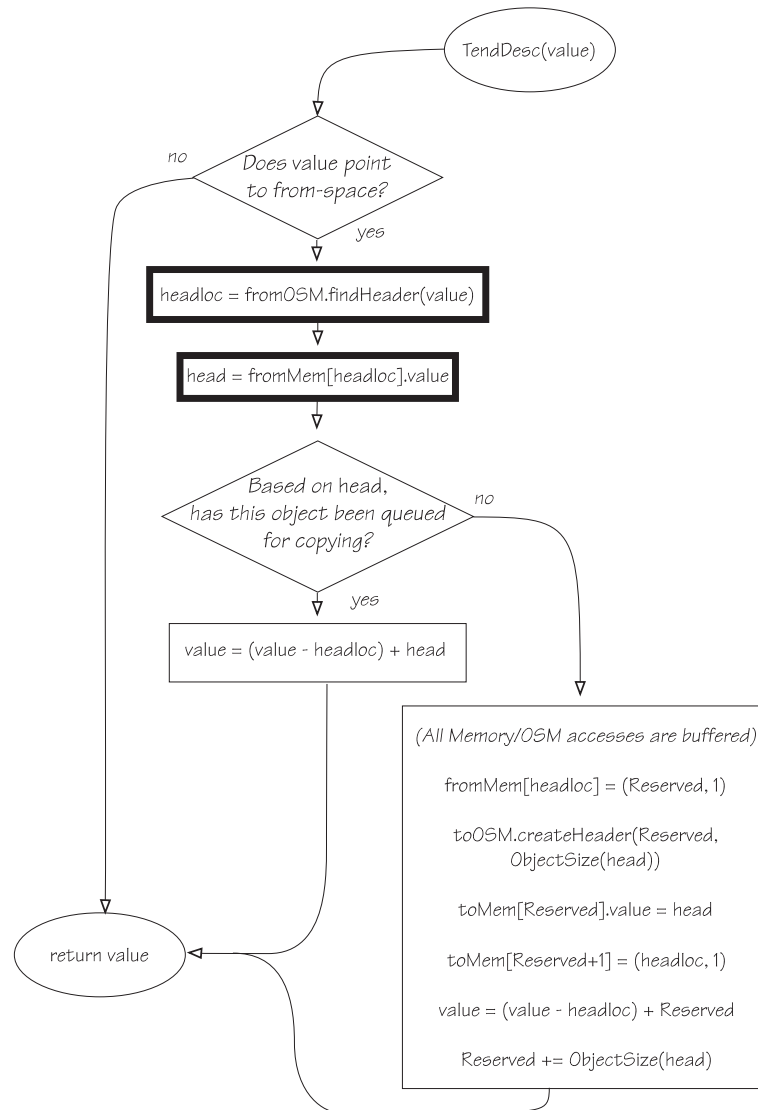 TendDesc(value)
no
Does value point
to from-space?
yes
headloc = fromOSM.findHeader(value)
head = fromMem[headloc].value
Based on head,
has this object been queued
for copying?
no
yes
value = (value - headloc) + head
(All Memory/OSM accesses are buffered)
fromMem[headloc] = (Reserved, 1)
toOSM.createHeader(Reserved,
ObjectSize(head))
toMem[Reserved].value = head
toMem[Reserved+1] = (headloc, 1)
value = (value - headloc) + Reserved
Reserved += ObjectSize(head)
return value